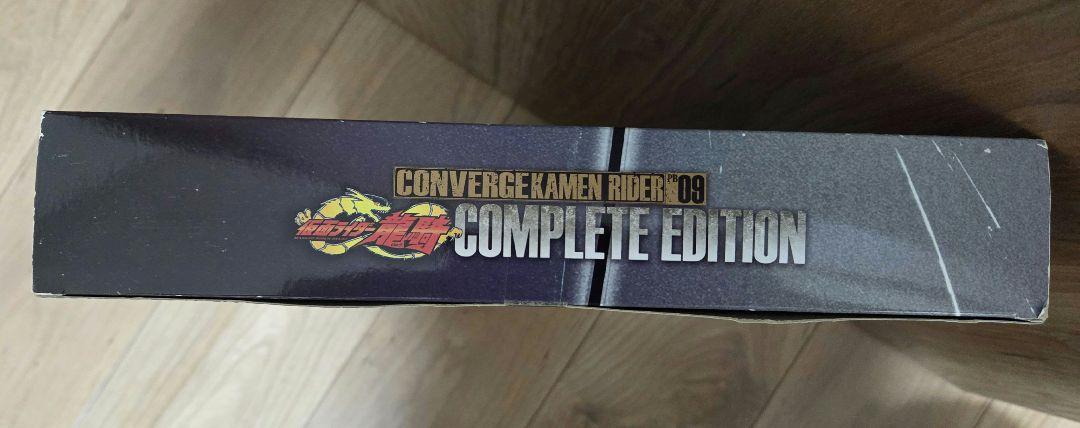 CONVERGE KAMEN RIDER PB 09
仮面ライダー龍騎 COMPLETE EDITION